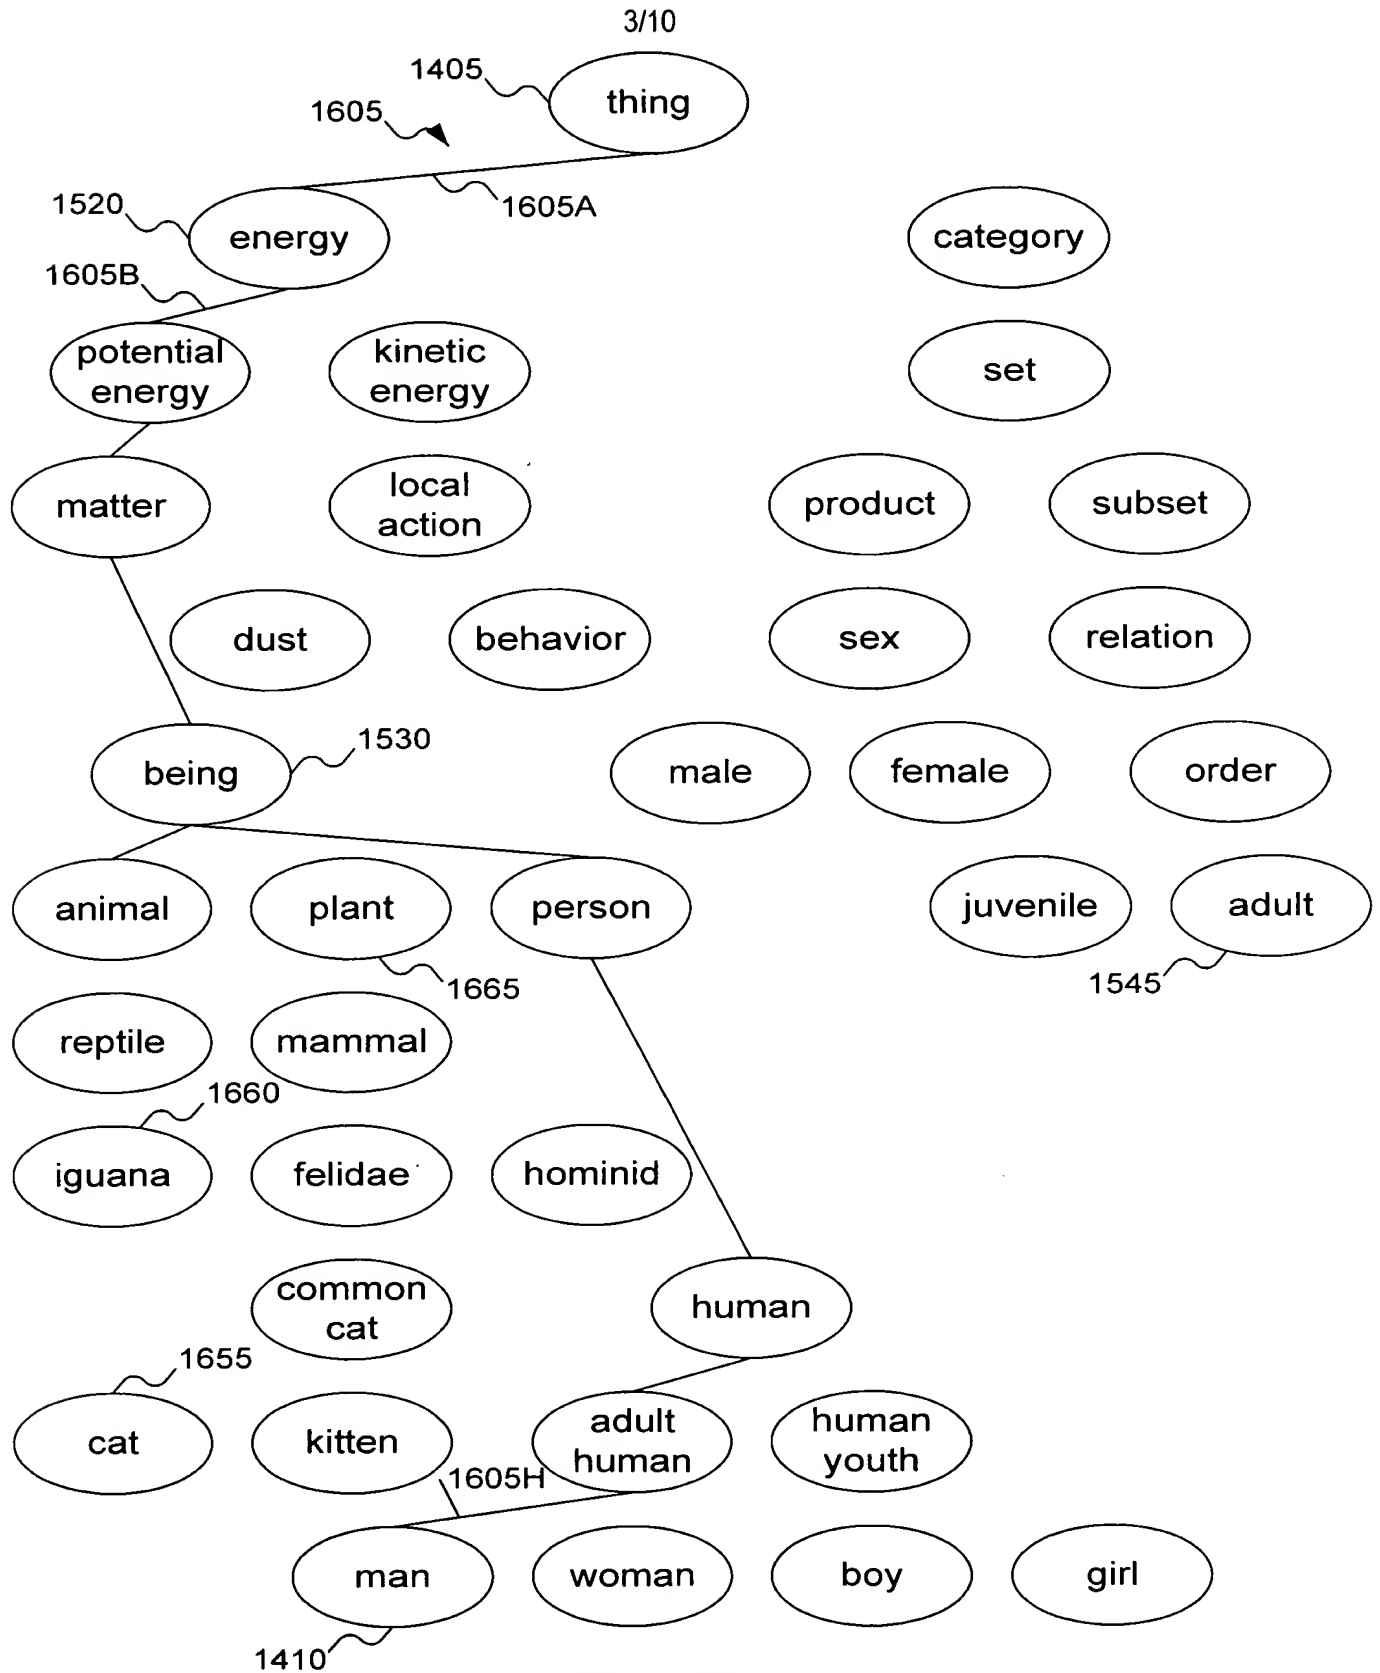 3/10
1405
thing
1605
1605A
1520
energy
category
1605B
potential
energy
kinetic
energy
set
matter
local
action
product
subset
dust
behavior
sex
relation
being
1530
male
female
order
animal
plant
person
juvenile
adult
1665
1545
reptile
mammal
1660
iguana
felidae
hominid
common
cat
human
1655
cat
kitten
adult
human
human
youth
1605H
man
woman
boy
girl
1410